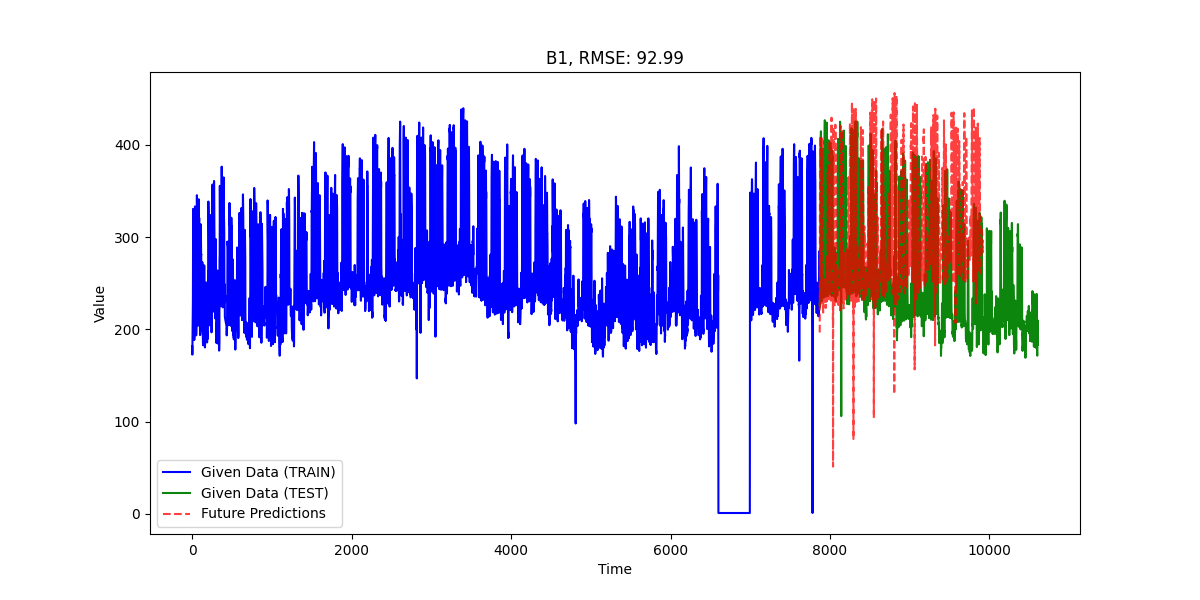 B1, RMSE: 92.99
Value
400
300
200
100
0
Given Data (TRAIN)
Given Data (TEST)
Future Predictions
0 2000 4000 6000 8000 10000
Time